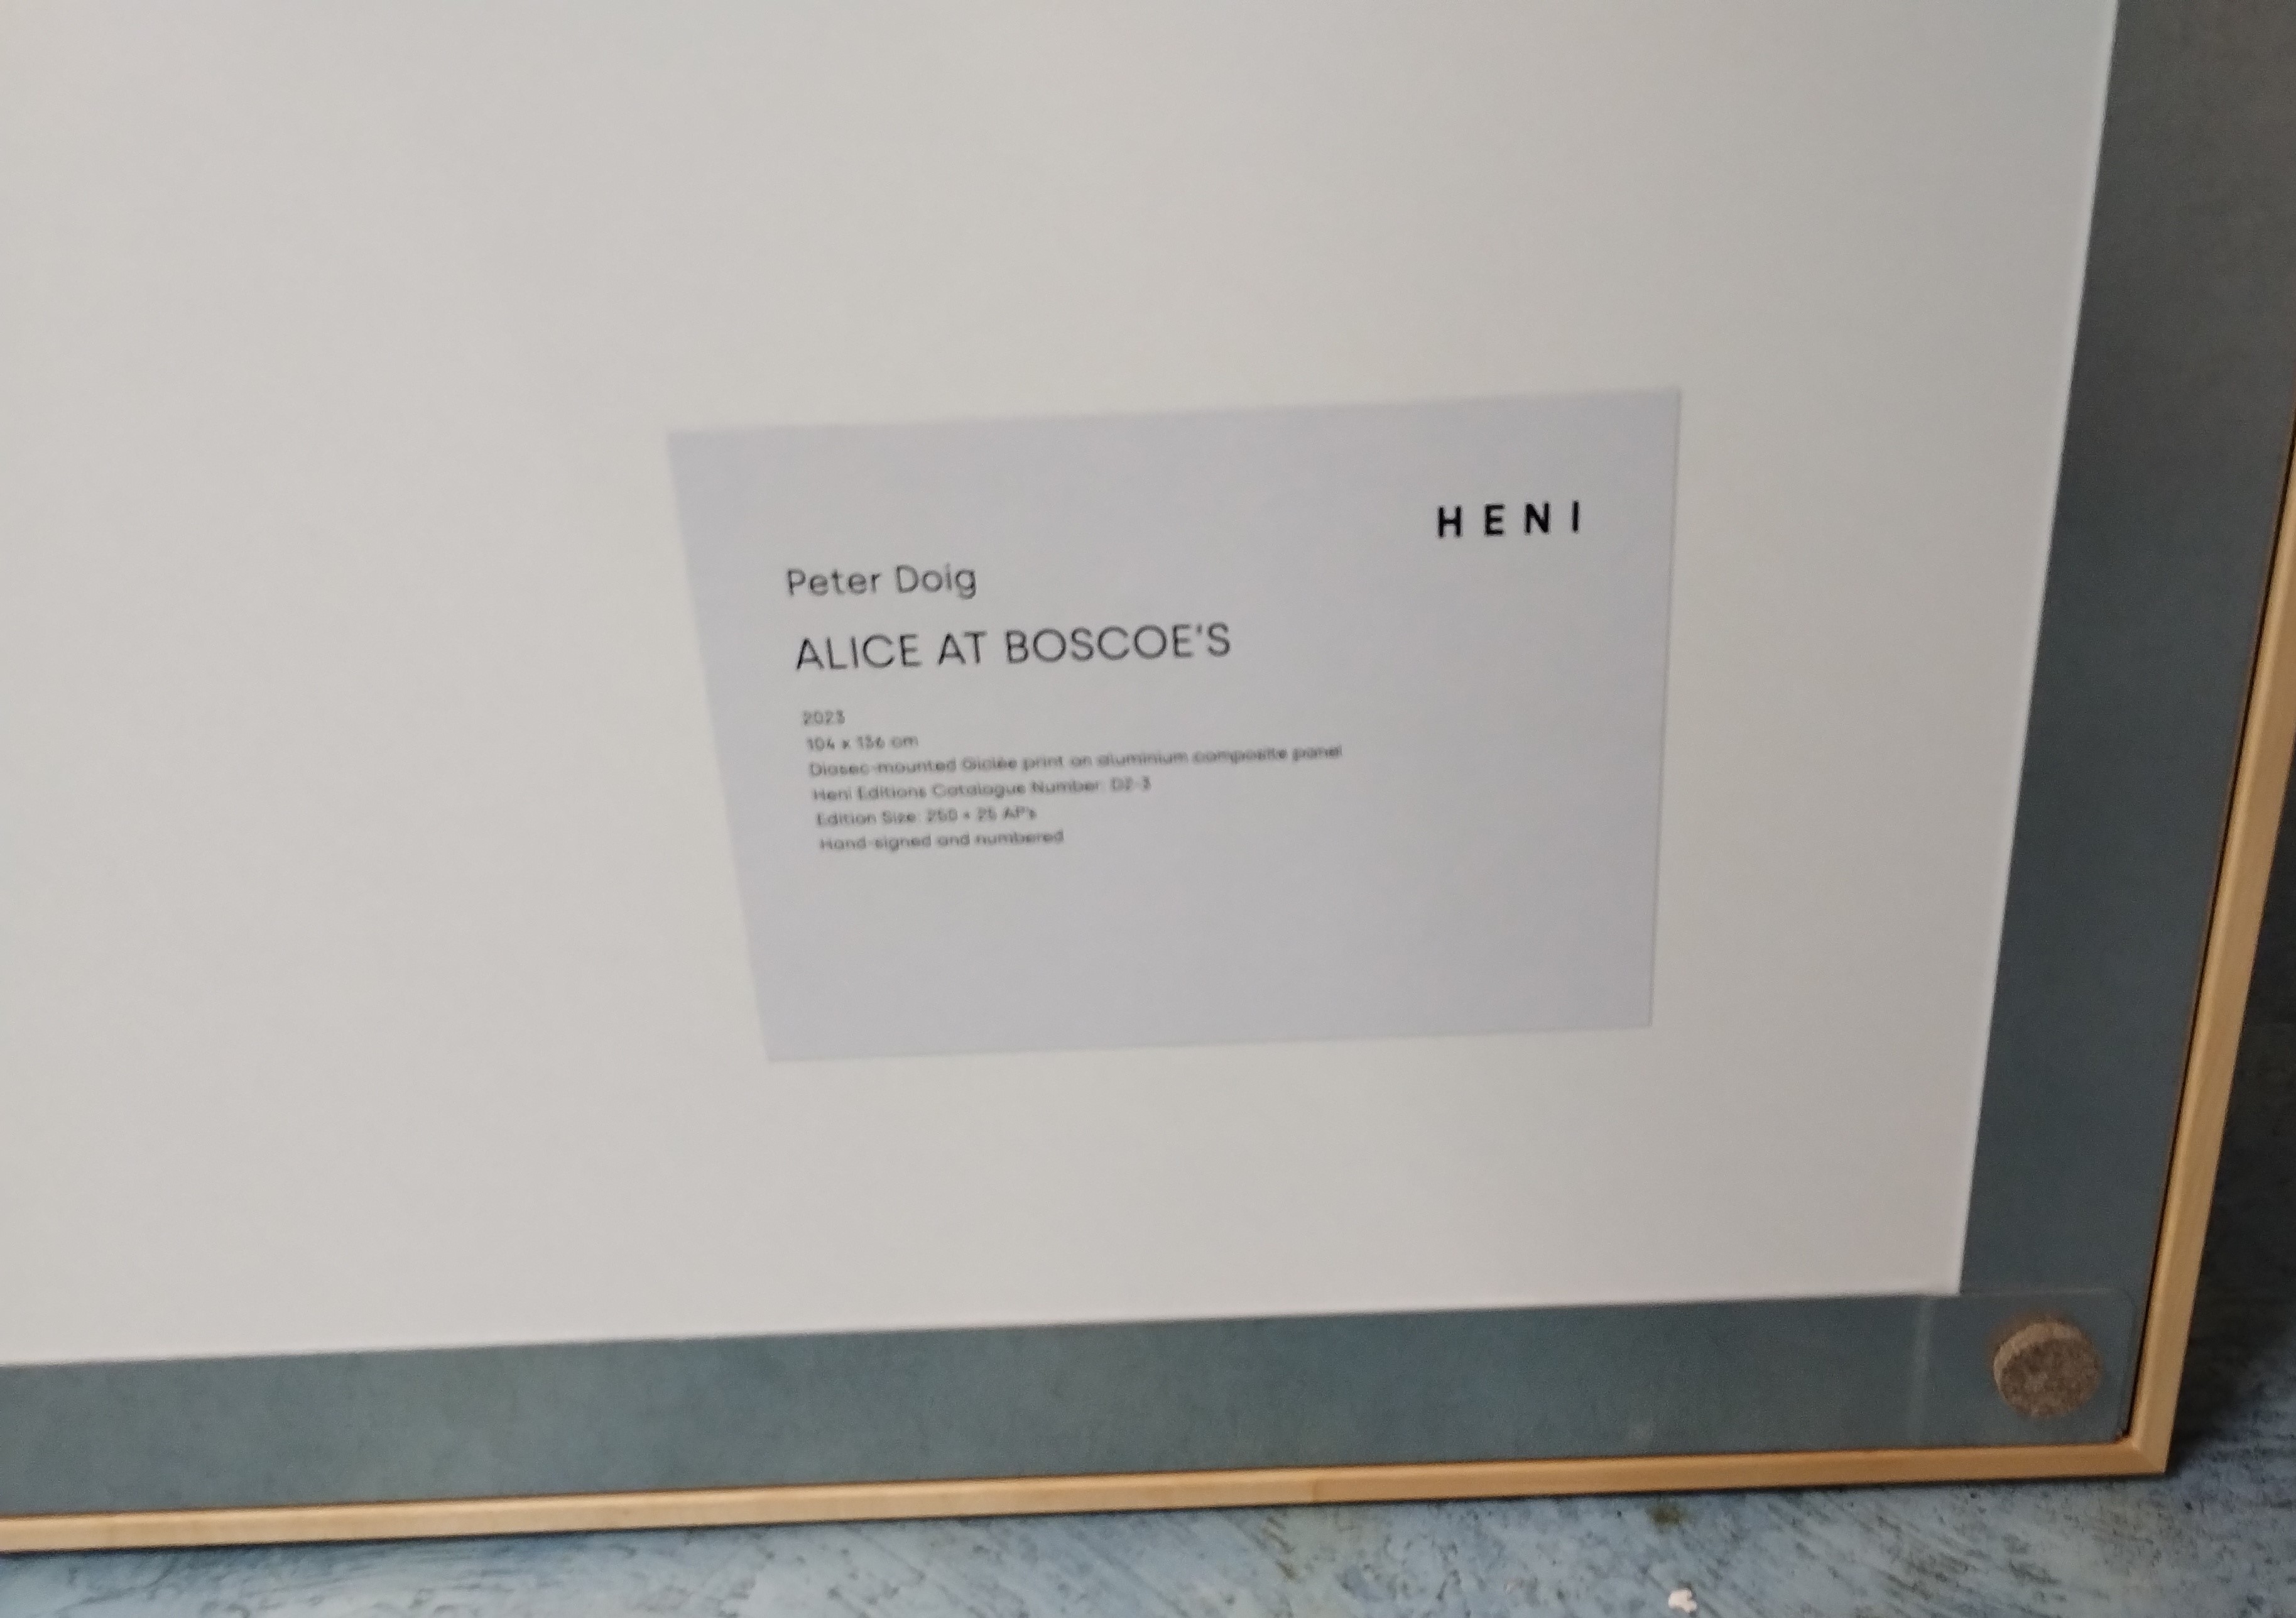 HENI
Peter Doig
ALICE AT BOSCOE'S
2023
104 x 136 cm
Diasec-mounted Giclée print on aluminium composite panel
Heni Editions Catalogue Number: D2-3
Edition Size: 250 + 25 AP's
Hand-signed and numbered